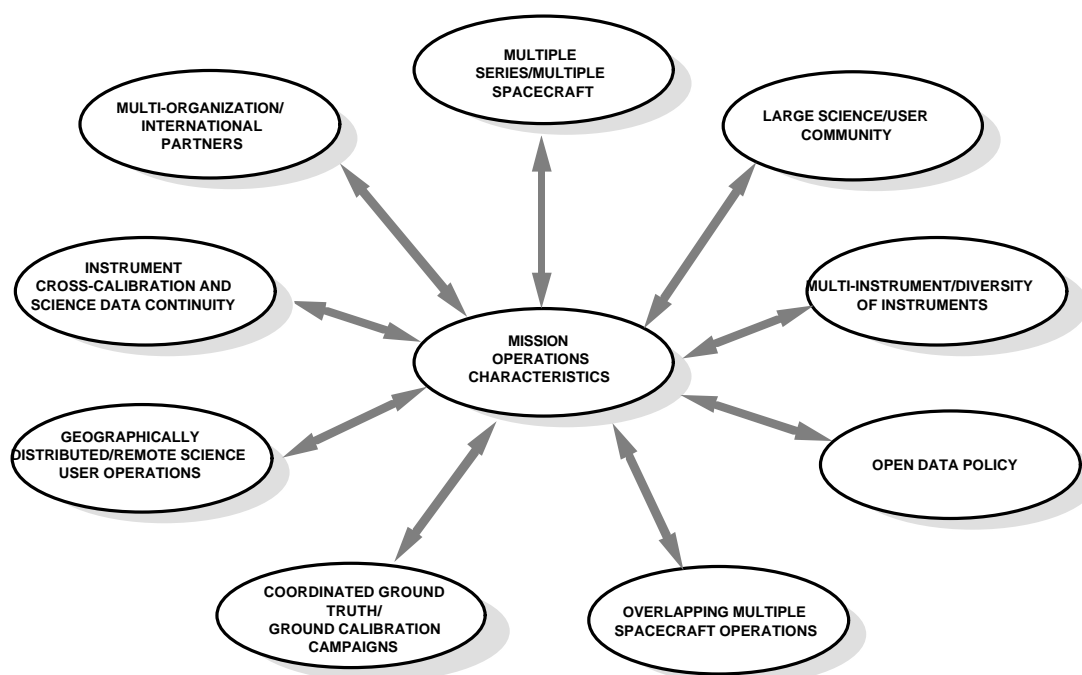 MULTIPLE
SERIES/MULTIPLE
SPACECRAFT
MULTI-ORGANIZATION/
INTERNATIONAL
PARTNERS
LARGE SCIENCE/USER
COMMUNITY
INSTRUMENT
CROSS-CALIBRATION AND
SCIENCE DATA CONTINUITY
MULTI-INSTRUMENT/DIVERSITY
OF INSTRUMENTS
MISSION
OPERATIONS
CHARACTERISTICS
GEOGRAPHICALLY
DISTRIBUTED/REMOTE SCIENCE
USER OPERATIONS
OPEN DATA POLICY
COORDINATED GROUND
TRUTH/
GROUND CALIBRATION
CAMPAIGNS
OVERLAPPING MULTIPLE
SPACECRAFT OPERATIONS